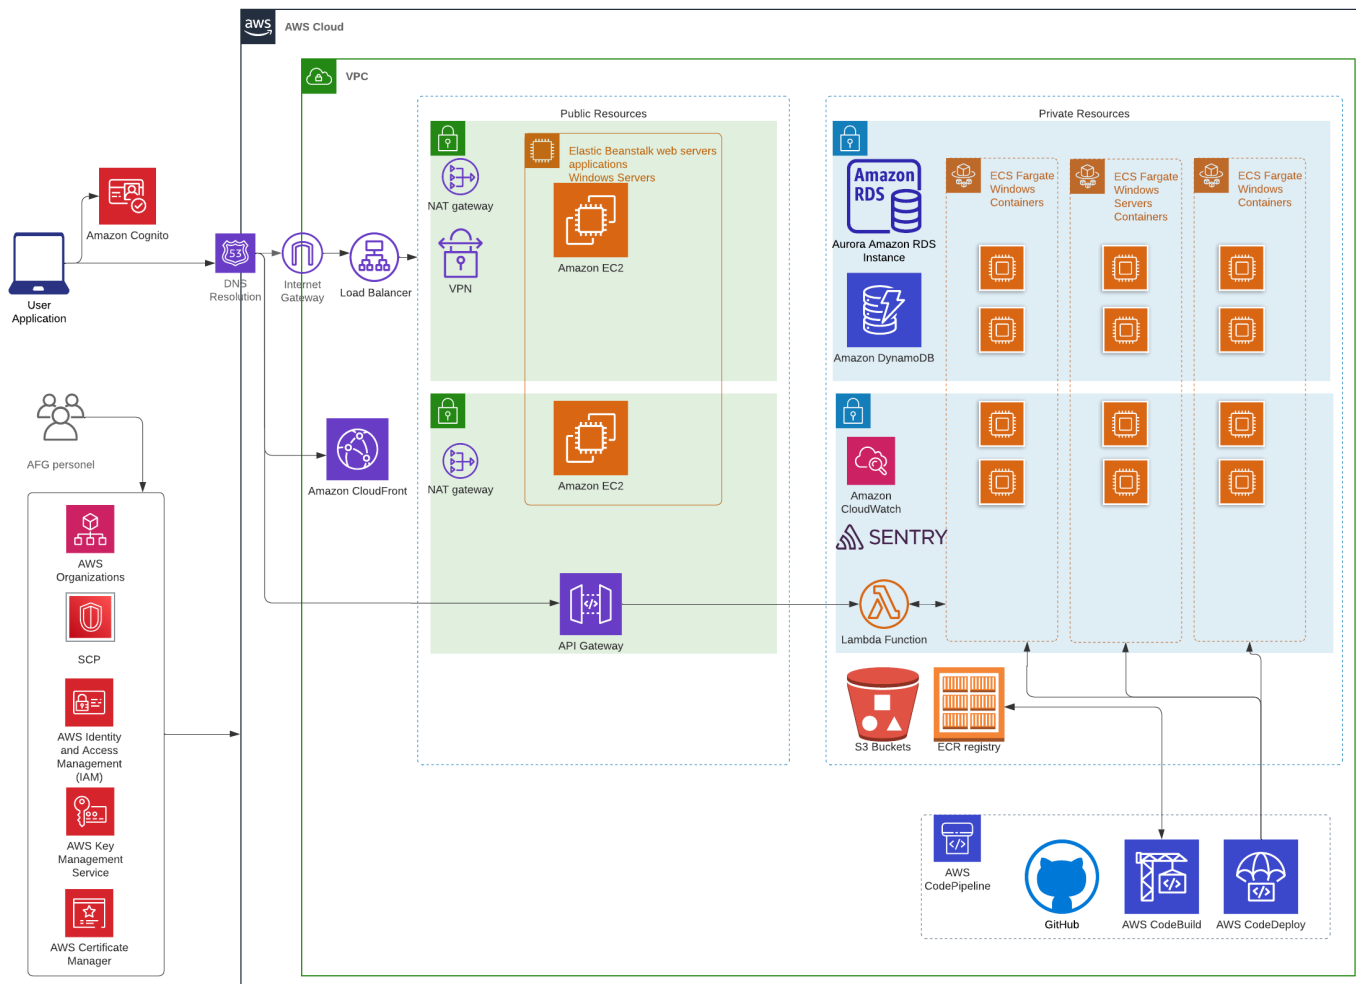 aws
AWS Cloud
VPC
Public Resources
Private Resources
Elastic Beanstalk web servers
applications
Windows Servers
NAT gateway
VPN
Amazon EC2
Amazon
RDS
Aurora Amazon RDS
Instance
Amazon DynamoDB
ECS Fargate
Windows
Containers
ECS Fargate
Windows
Servers
Containers
ECS Fargate
Windows
Containers
Amazon Cognito
User
Application
53
DNS
Resolution
Internet
Gateway
Load Balancer
AFG personel
Amazon CloudFront
NAT gateway
Amazon EC2
Amazon
CloudWatch
SENTRY
API Gateway
Lambda Function
S3 Buckets
ECR registry
AWS
Organizations
SCP
AWS Identity
and Access
Management
(IAM)
AWS Key
Management
Service
AWS Certificate
Manager
AWS
CodePipeline
GitHub
AWS CodeBuild
AWS CodeDeploy